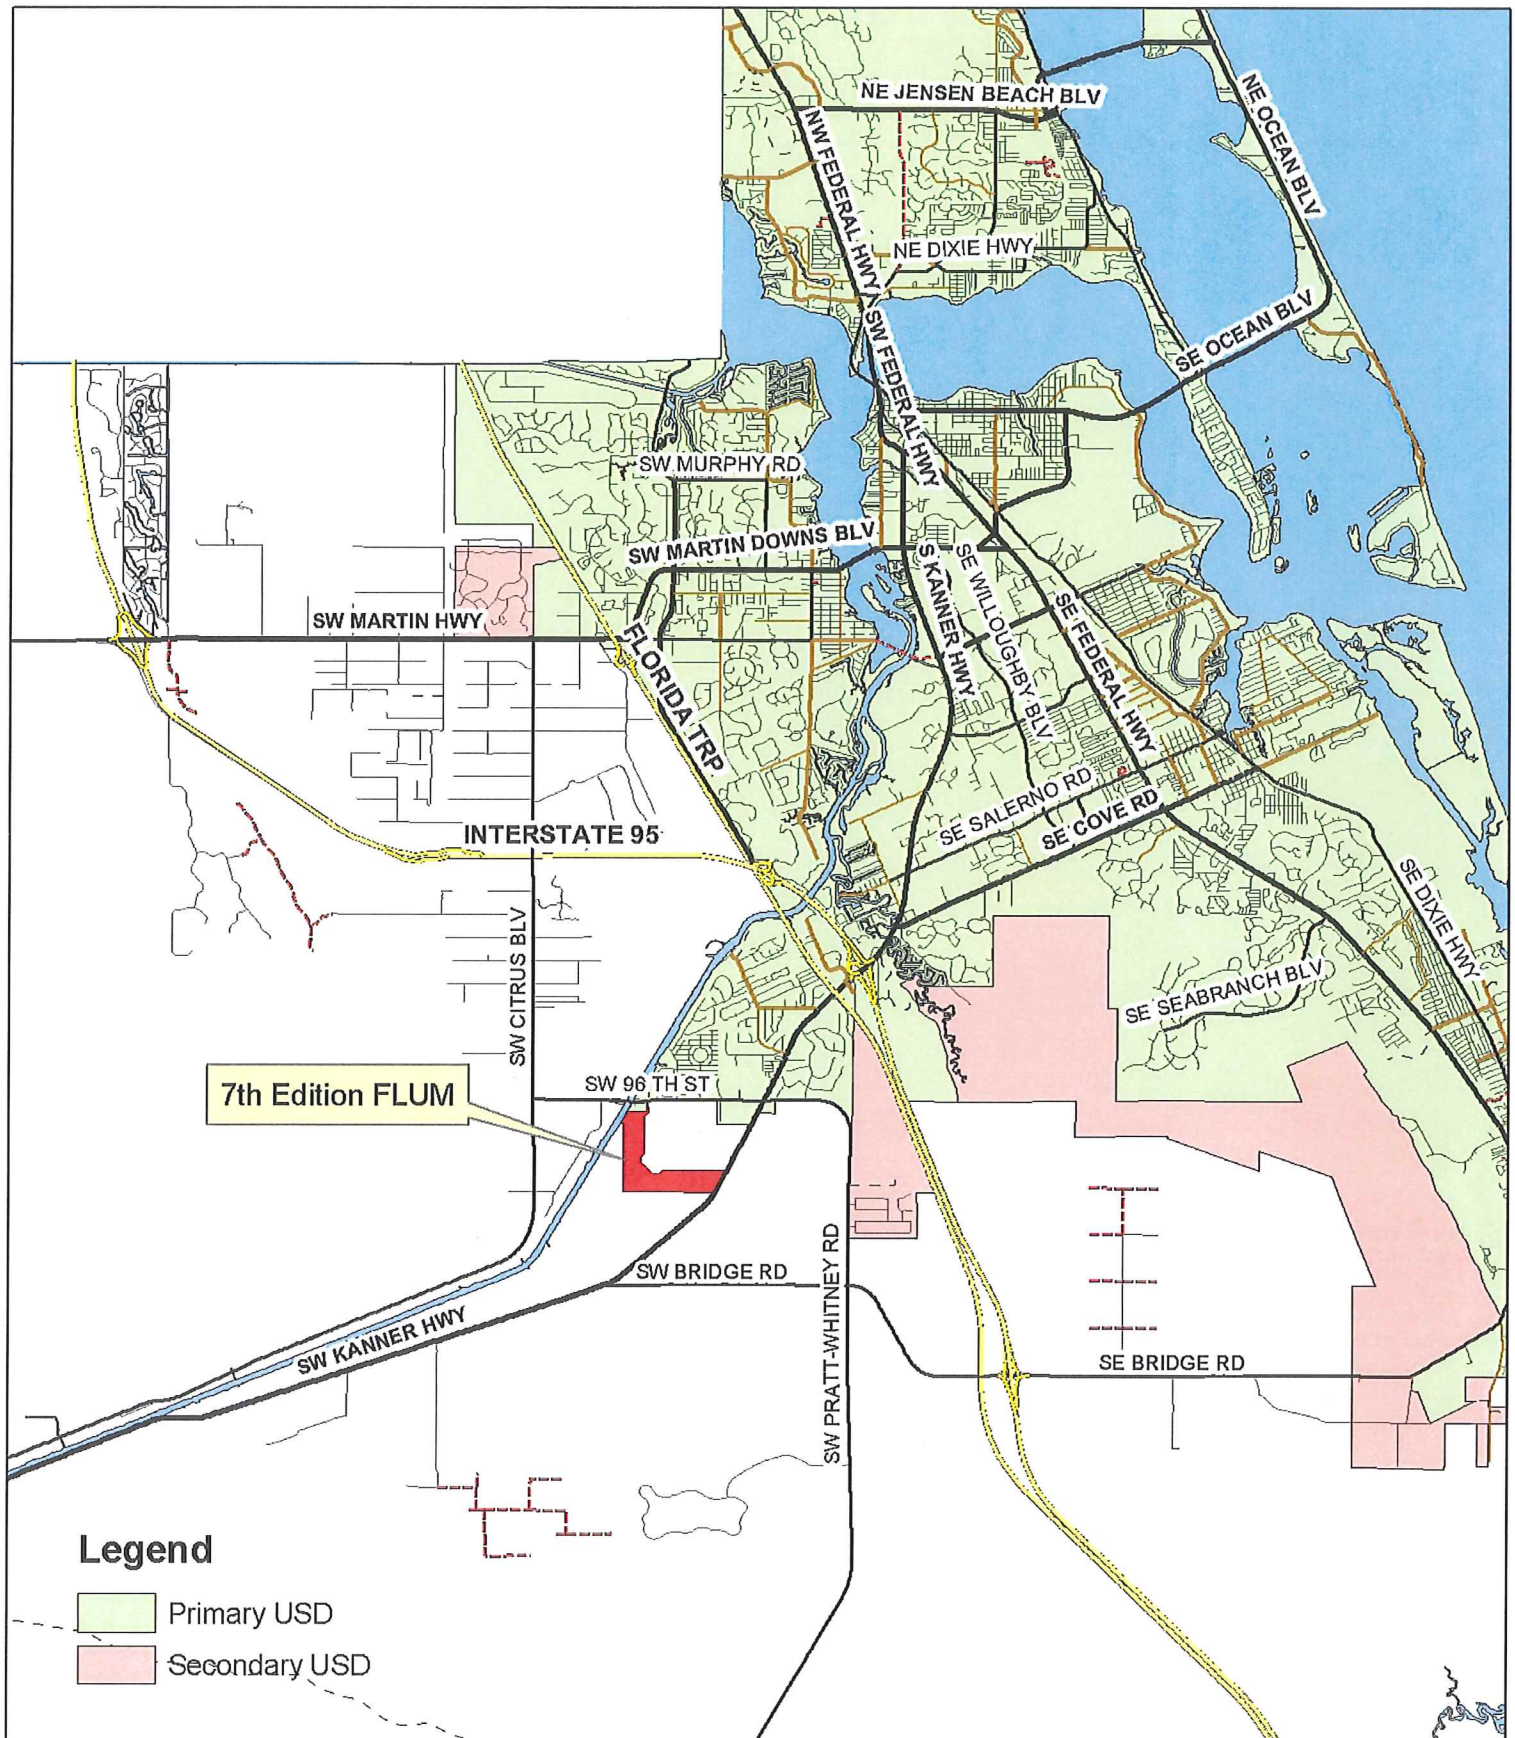 NE JENSEN BEACH BLV
NE OCEAN BLV
NW FEDERAL HWY
NE DIXIE HWY
SW FEDERAL HWY
SE OCEAN BLV
SW MURPHY RD
SW MARTIN DOWNS BLV
S KANNER HWY
SE WILLOUGHBY BLV
SE FEDERAL HWY
SW MARTIN HWY
FLORIDA TRP
SE SALERNO RD
SE COVE RD
INTERSTATE 95
SE DIXIE HWY
SW CITRUS BLV
SE SEABRANCH BLV
7th Edition FLUM
SW 96 TH ST
SW BRIDGE RD
SW PRATT-WHITNEY RD
SW KANNER HWY
SE BRIDGE RD
Legend
Primary USD
Secondary USD